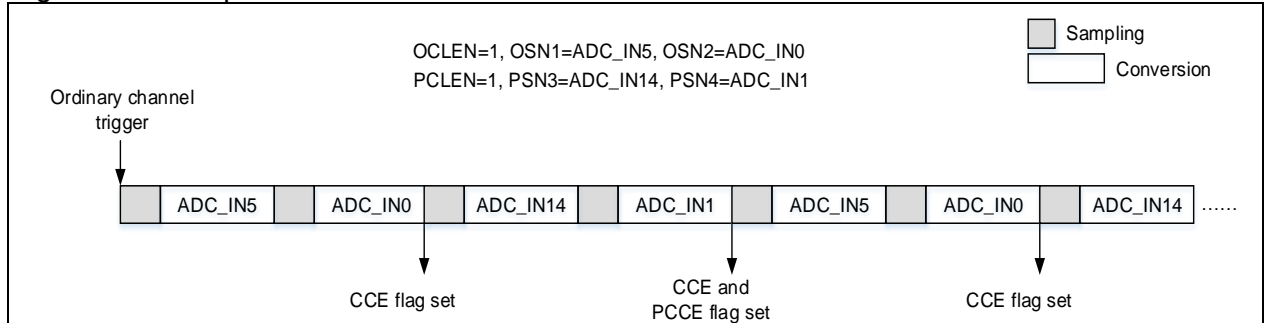 OCLEN=1, OSN1=ADC_IN5, OSN2=ADC_IN0
PCLEN=1, PSN3=ADC_IN14, PSN4=ADC_IN1
Sampling
Conversion
Ordinary channel
trigger
ADC_IN5 ADC_IN0 ADC_IN14 ADC_IN1 ADC_IN5 ADC_IN0 ADC_IN14 ......
CCE flag set
CCE and
PCCE flag set
CCE flag set